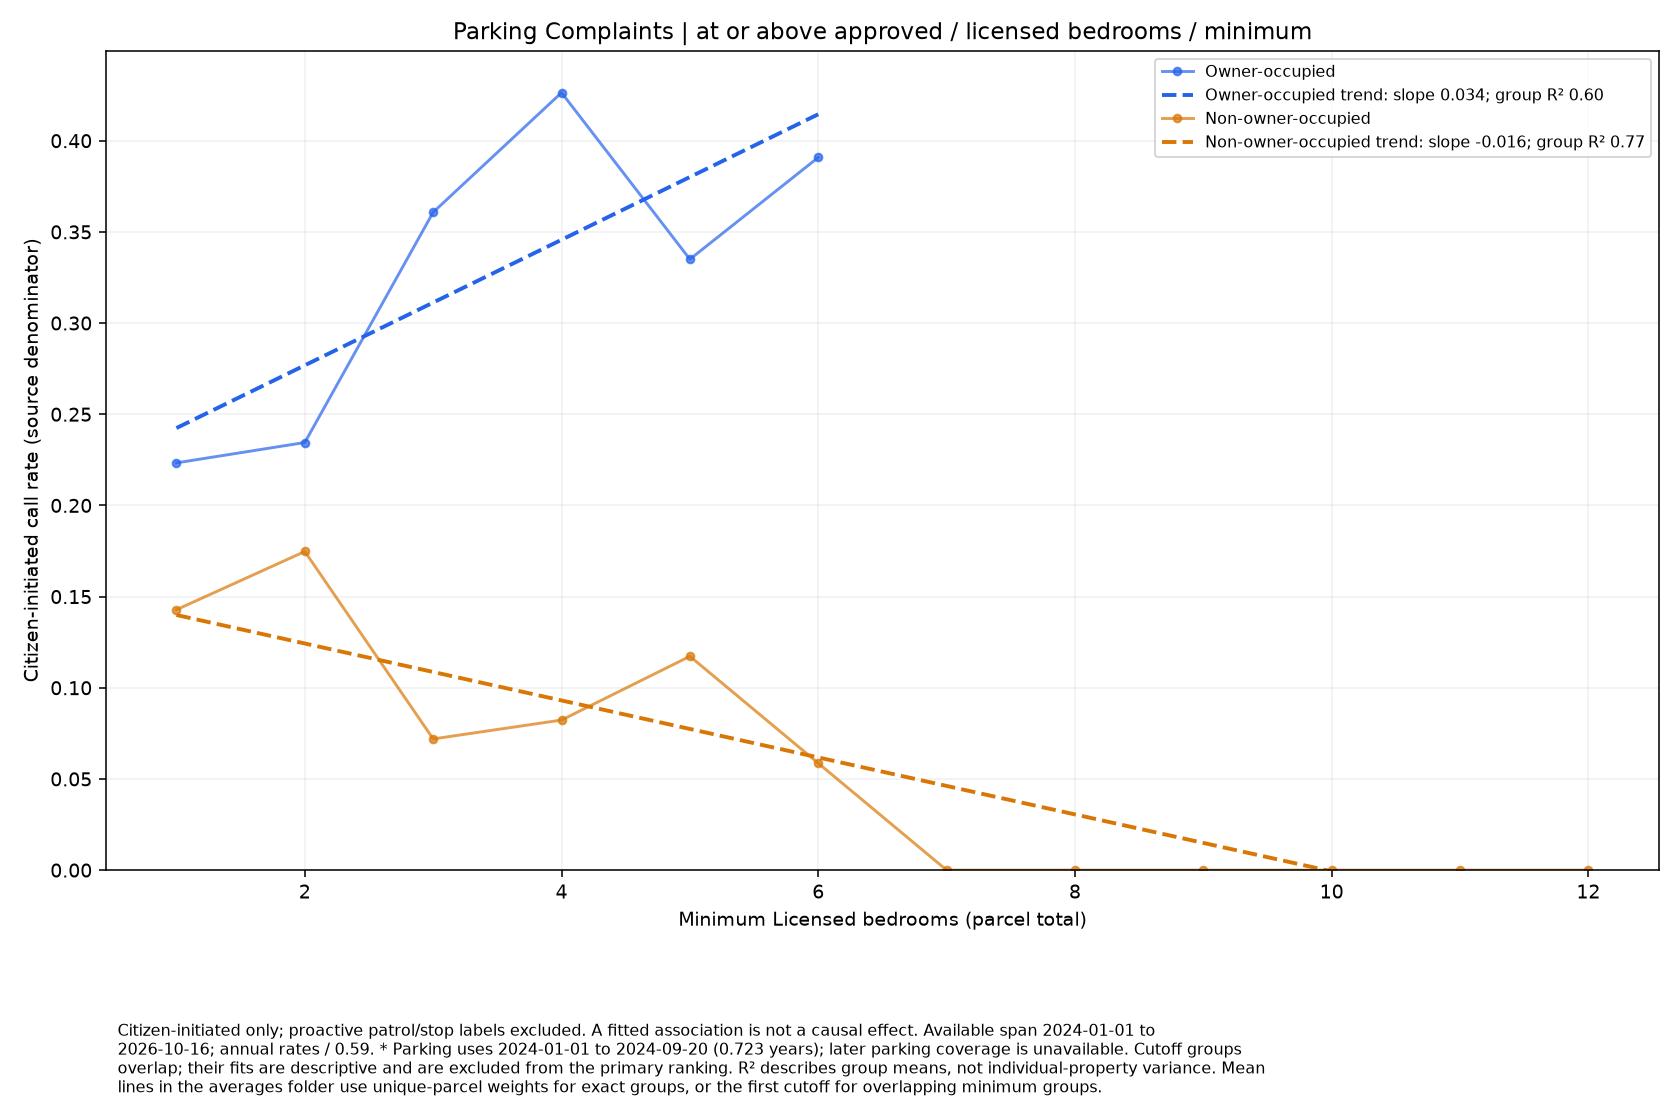 Parking Complaints | at or above approved / licensed bedrooms / minimum
Owner-occupied
Owner-occupied trend: slope 0.034; group R² 0.60
Non-owner-occupied
Non-owner-occupied trend: slope -0.016; group R² 0.77
Citizen-initiated call rate (source denominator)
0.40
0.35
0.30
0.25
0.20
0.15
0.10
0.05
0.00
2
4
6
8
10
12
Minimum Licensed bedrooms (parcel total)
Citizen-initiated only; proactive patrol/stop labels excluded. A fitted association is not a causal effect. Available span 2024-01-01 to
2026-10-16; annual rates / 0.59. * Parking uses 2024-01-01 to 2024-09-20 (0.723 years); later parking coverage is unavailable. Cutoff groups
overlap; their fits are descriptive and are excluded from the primary ranking. R² describes group means, not individual-property variance. Mean
lines in the averages folder use unique-parcel weights for exact groups, or the first cutoff for overlapping minimum groups.